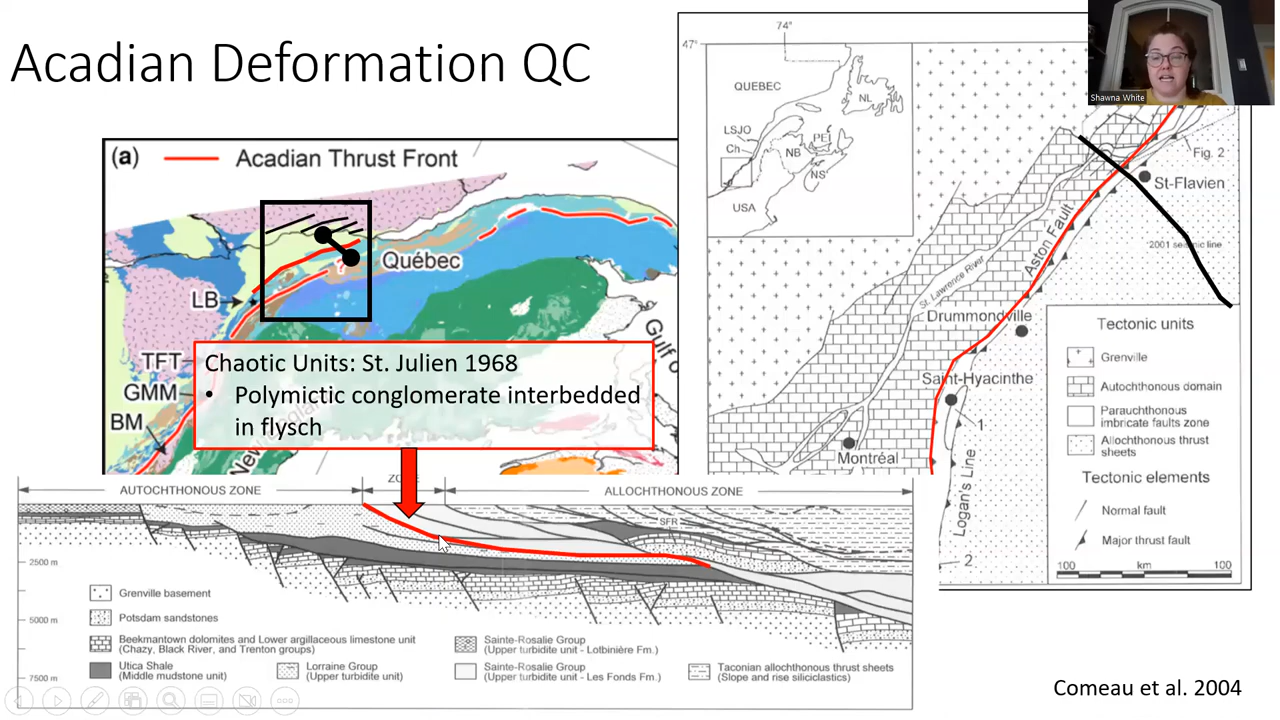 Acadian Deformation QC
Shawna White
(a)
Acadian Thrust Front
Québec
LB
TFT
GMM
BM
Gulf o
New
Chaotic Units: St. Julien 1968
• Polymictic conglomerate interbedded
in flysch
74°
47°
QUEBEC
NL
LSJO
Ch
PEI
NB
NS
USA
Fig. 2
St-Flavien
2001 seismic line
Aston Fault
St. Lawrence River
Drummondville
Saint-Hyacinthe
1
Montréal
Logan's Line
2
Tectonic units
Grenville
Autochthonous domain
Parauchthonous
imbricate faults zone
Allochthonous thrust
sheets
Tectonic elements
Normal fault
Major thrust fault
100 km 100
AUTOCHTHONOUS ZONE
ZO
ALLOCHTHONOUS ZONE
SFR
2500 m
5000 m
7500 m
Grenville basement
Potsdam sandstones
Beekmantown dolomites and Lower argillaceous limestone unit
(Chazy, Black River, and Trenton groups)
Utica Shale
(Middle mudstone unit)
Lorraine Group
(Upper turbidite unit)
Sainte-Rosalie Group
(Upper turbidite unit - Lotbinière Fm.)
Sainte-Rosalie Group
(Upper turbidite unit - Les Fonds Fm.)
Taconian allochthonous thrust sheets
(Slope and rise siliciclastics)
Comeau et al. 2004